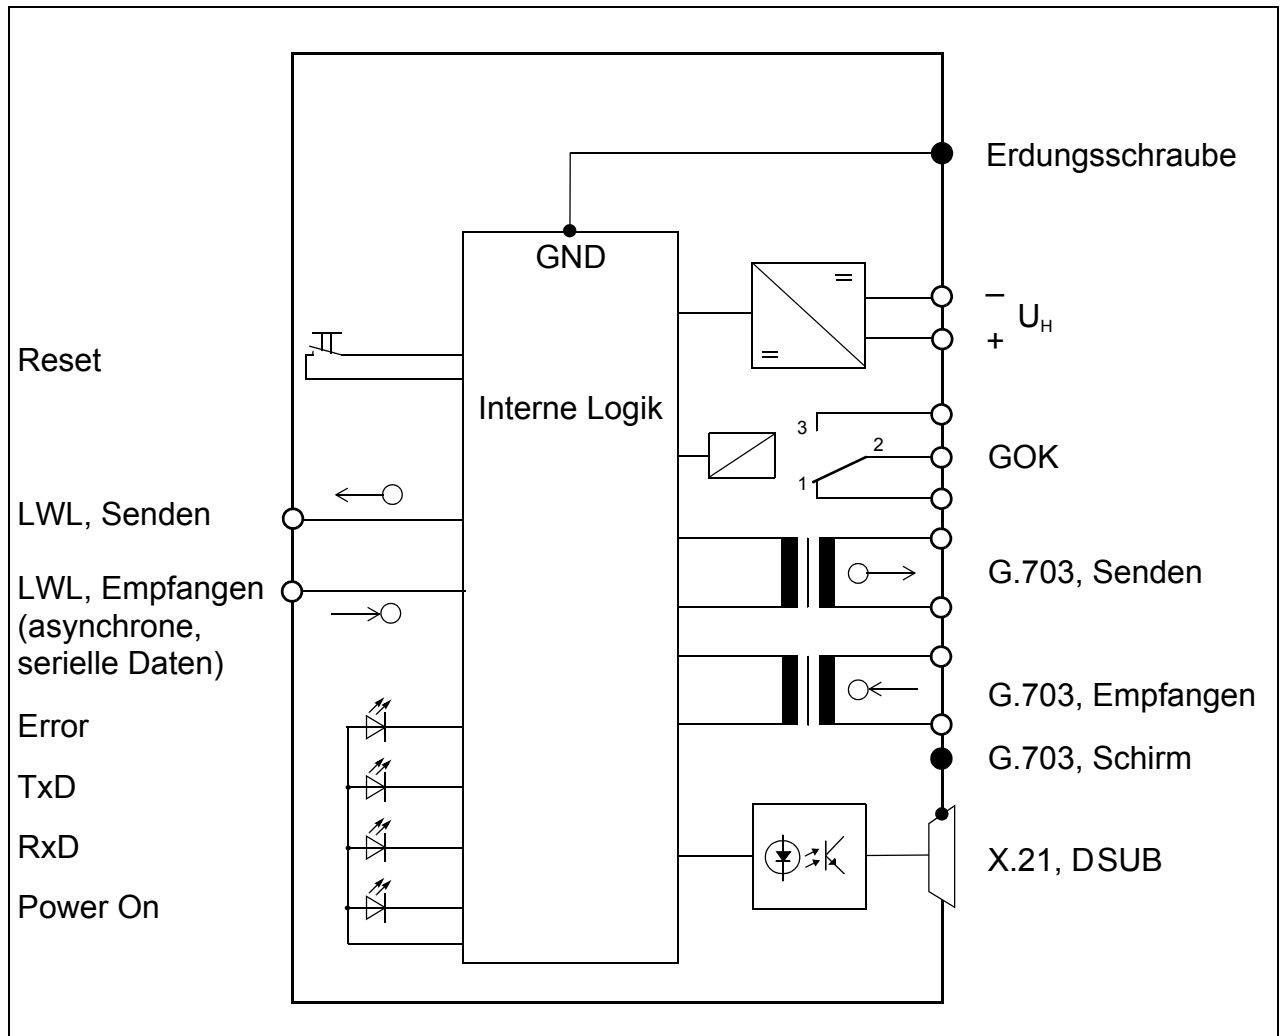 Erdungsschraube
GND
–
U_H
+
Reset
Interne Logik
3
2
1
GOK
LWL, Senden
G.703, Senden
LWL, Empfangen
(asynchrone,
serielle Daten)
G.703, Empfangen
Error
G.703, Schirm
TxD
RxD
X.21, DSUB
Power On